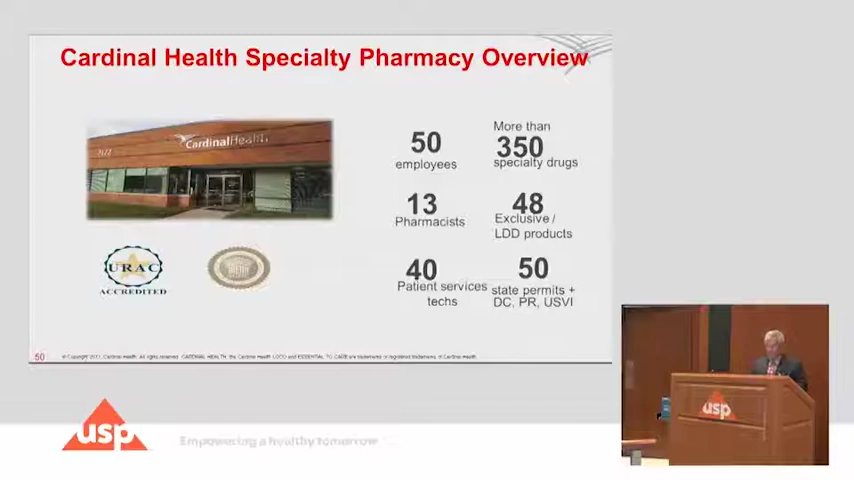 Cardinal Health Specialty Pharmacy Overview
CardinalHealth
50
employees
More than
350
specialty drugs
13
Pharmacists
48
Exclusive /
LDD products
40
Patient services
techs
50
state permits +
DC, PR, USVI
URAC
ACCREDITED
50
© Copyright 2017, Cardinal Health. All rights reserved. CARDINAL HEALTH, the Cardinal Health LOGO and ESSENTIAL TO CARE are trademarks or registered trademarks of Cardinal Health.
usp
Empowering a healthy tomorrow
usp